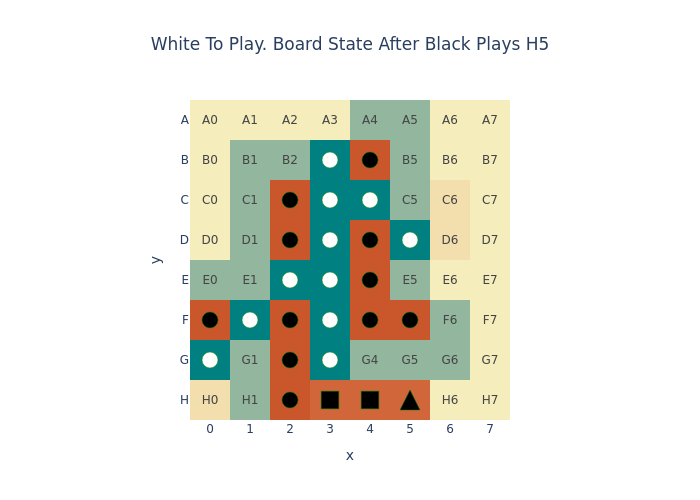 White To Play. Board State After Black Plays H5
A A0 A1 A2 A3 A4 A5 A6 A7
B B0 B1 B2 B5 B6 B7
C C0 C1 C5 C6 C7
D D0 D1 D6 D7
y
E E0 E1 E5 E6 E7
F F6 F7
G G1 G4 G5 G6 G7
H H0 H1 H6 H7
0 1 2 3 4 5 6 7
x